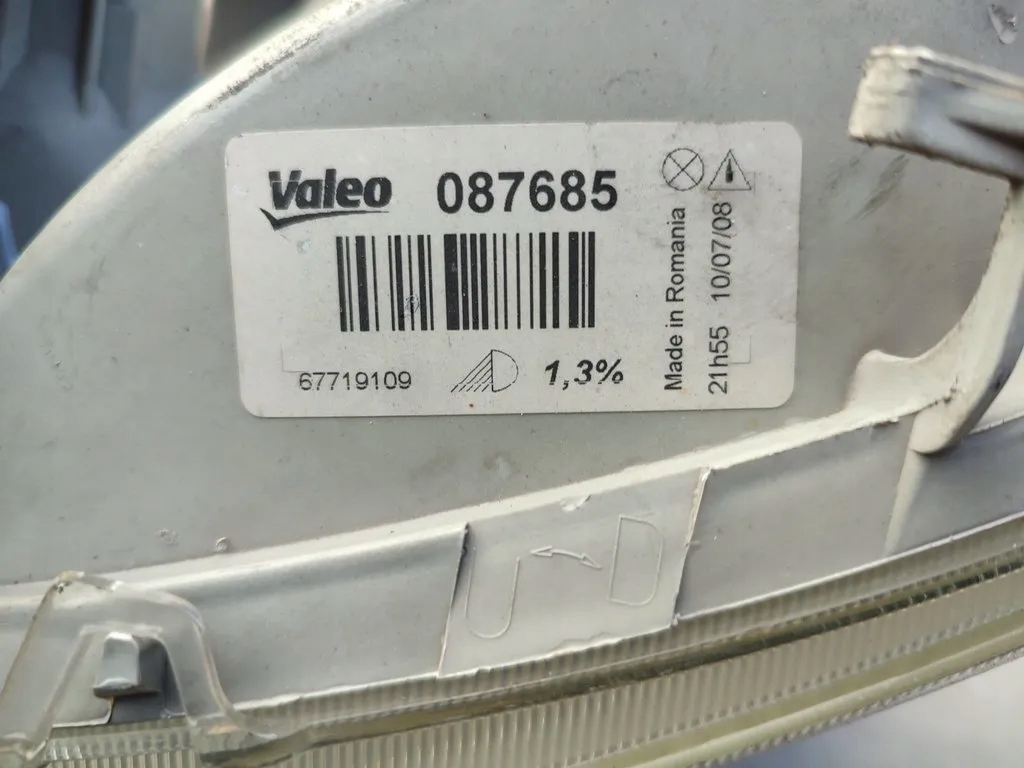 Valeo 087685
67719109
1,3%
Made in Romania
21h55 10/07/08